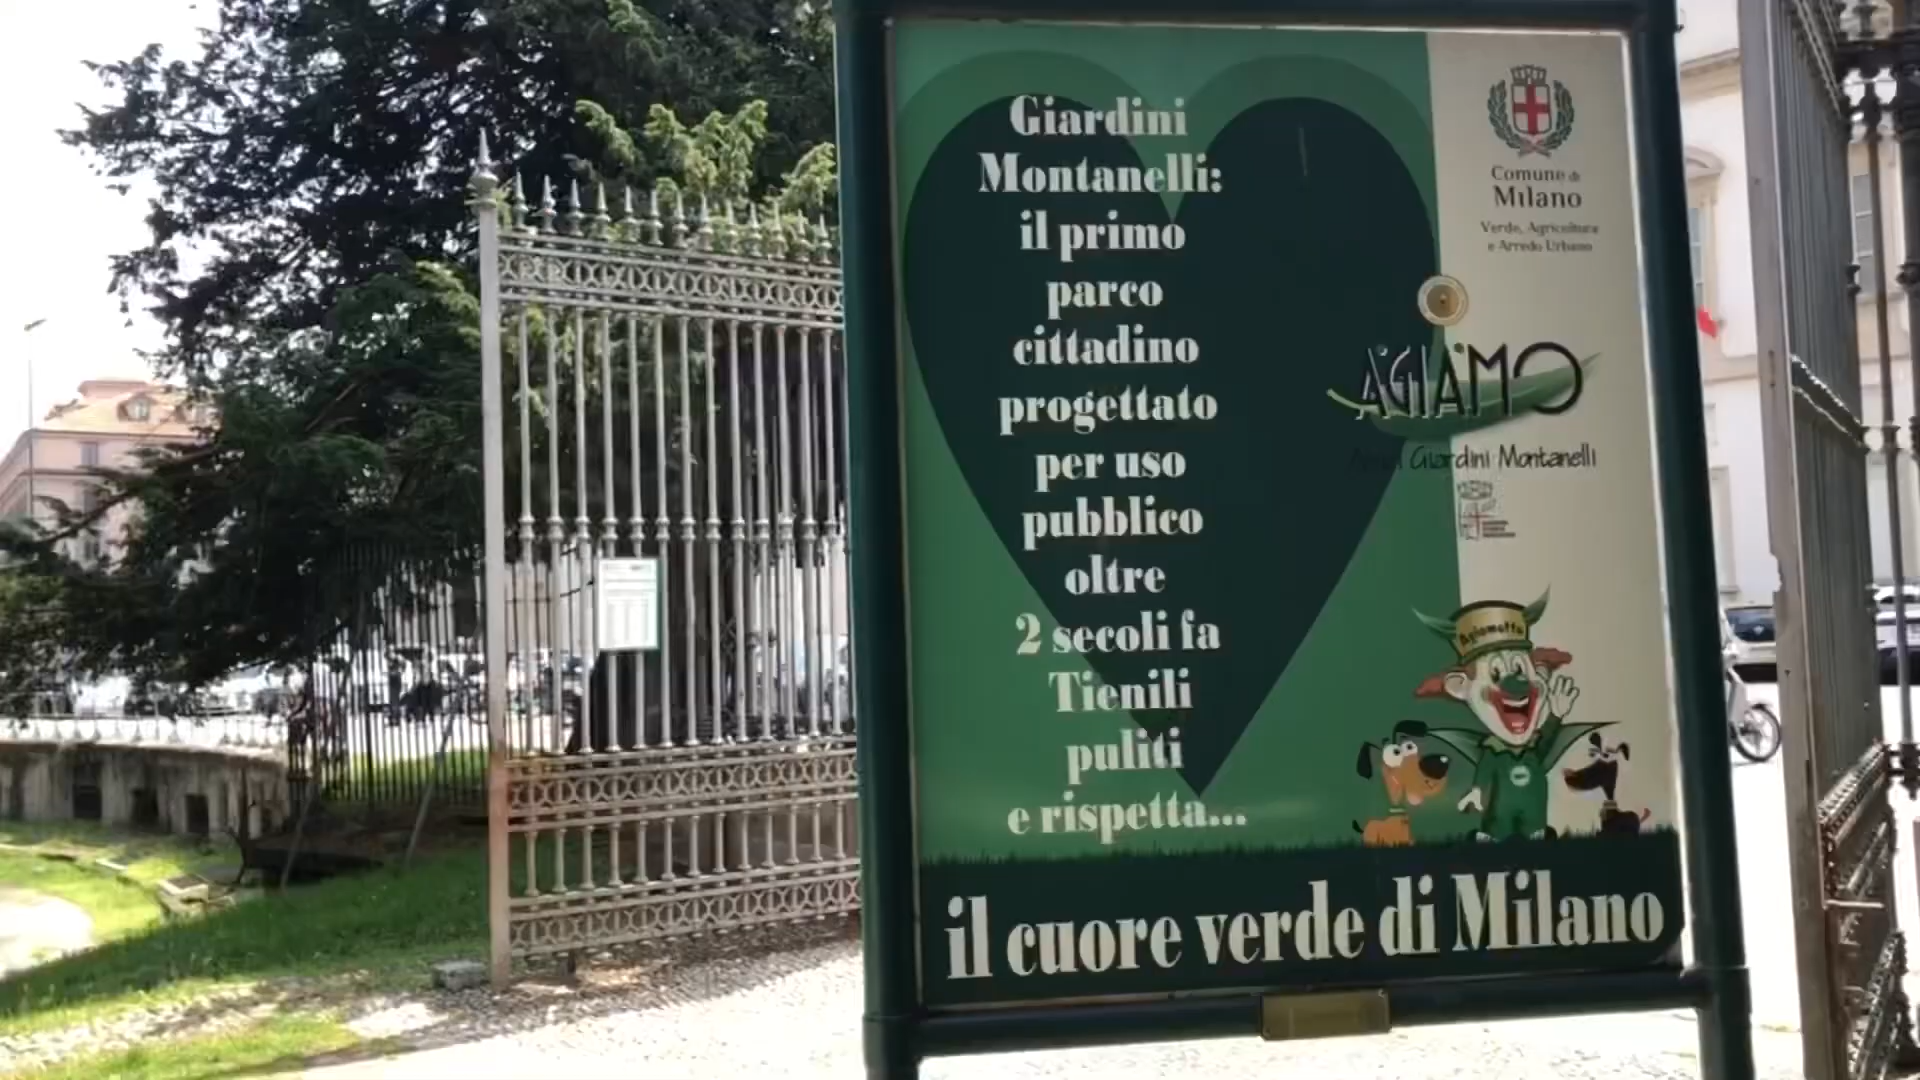 Giardini
Montanelli:
il primo
parco
cittadino
progettato
per uso
pubblico
oltre
2 secoli fa
Tienili
puliti
e rispetta...
il cuore verde di Milano
Comune di
Milano
Verde, Agricoltura
e Arredo Urbano
AGIAMO
Giardini Montanelli
Agiamotto